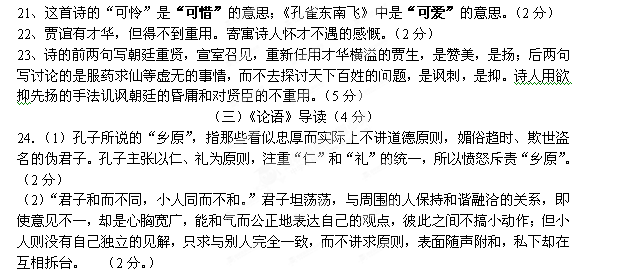 21、这首诗的“可怜”是“可惜”的意思;《孔雀东南飞》中是“可爱”的意思。(2 分)
22、贾谊有才华,但得不到重用。寄寓诗人怀才不遇的感慨。(2 分)
23、诗的前两句写朝廷重贤,宣室召见,重新任用才华横溢的贾生,是赞美,是扬;后两句
写讨论的是服药求仙等虚无的事情,而不去探讨天下百姓的问题,是讽刺,是抑。诗人用欲
抑先扬的手法讥讽朝廷的昏庸和对贤臣的不重用。(5 分)
(三)《论语》导读(4 分)
24.(1)孔子所说的“乡原”,指那些看似忠厚而实际上不讲道德原则,媚俗趋时、欺世盗
名的伪君子。孔子主张以仁、礼为原则,注重“仁”和“礼”的统一,所以愤怒斥责“乡原”。
(2 分)
(2)“君子和而不同,小人同而不和。”君子坦荡荡,与周围的人保持和谐融洽的关系,即
使意见不一,却是心胸宽广,能和气而公正地表达自己的观点,彼此之间不搞小动作;但小
人则没有自己独立的见解,只求与别人完全一致,而不讲求原则,表面随声附和,私下却在
互相拆台。 (2 分。)